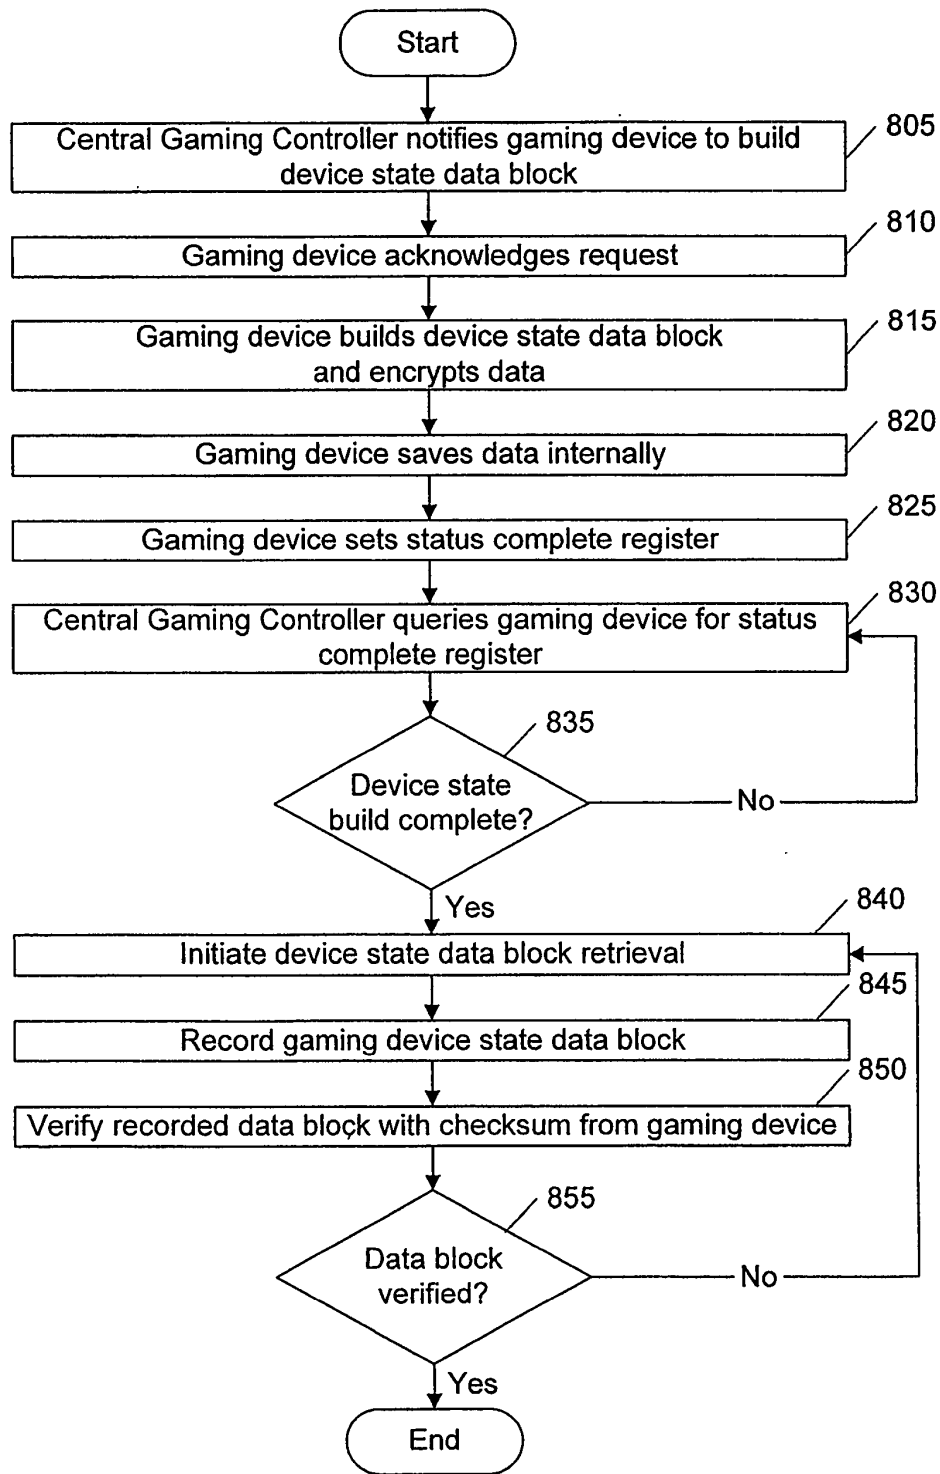 Start
Central Gaming Controller notifies gaming device to build
device state data block
805
Gaming device acknowledges request
810
Gaming device builds device state data block
and encrypts data
815
Gaming device saves data internally
820
Gaming device sets status complete register
825
Central Gaming Controller queries gaming device for status
complete register
830
835
Device state
build complete?
No
Yes
840
Initiate device state data block retrieval
845
Record gaming device state data block
850
Verify recorded data block with checksum from gaming device
855
Data block
verified?
No
Yes
End